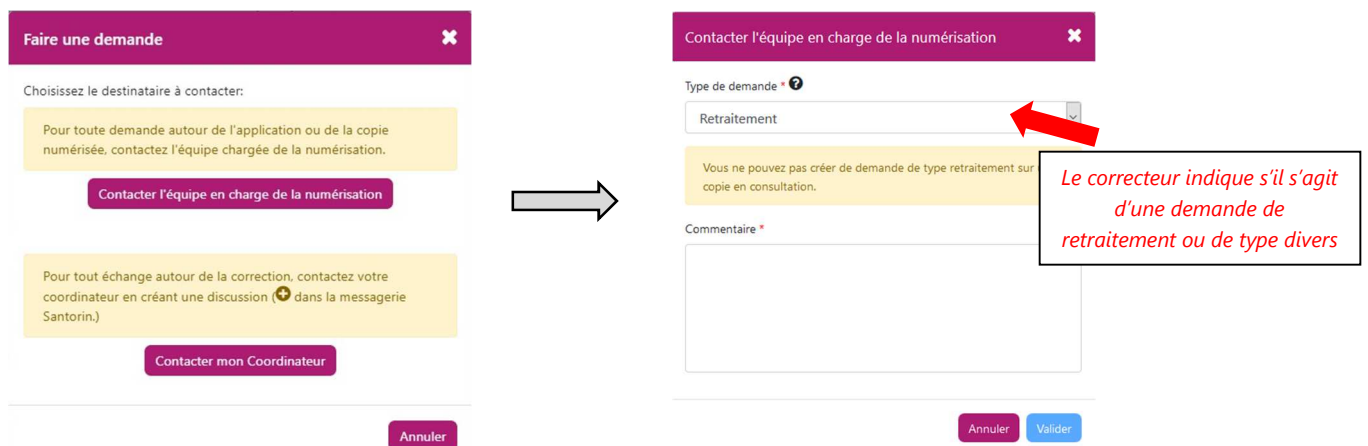 Faire une demande
Choisissez le destinataire à contacter:
Pour toute demande autour de l'application ou de la copie
numérisée, contactez l'équipe chargée de la numérisation.
Contacter l'équipe en charge de la numérisation
Pour tout échange autour de la correction, contactez votre
coordinateur en créant une discussion ( dans la messagerie
Santorin.)
Contacter mon Coordinateur
Annuler
Contacter l'équipe en charge de la numérisation
Type de demande *
Retraitement
Vous ne pouvez pas créer de demande de type retraitement sur
copie en consultation.
Commentaire *
Annuler
Valider
Le correcteur indique s’il s’agit
d’une demande de
retraitement ou de type divers